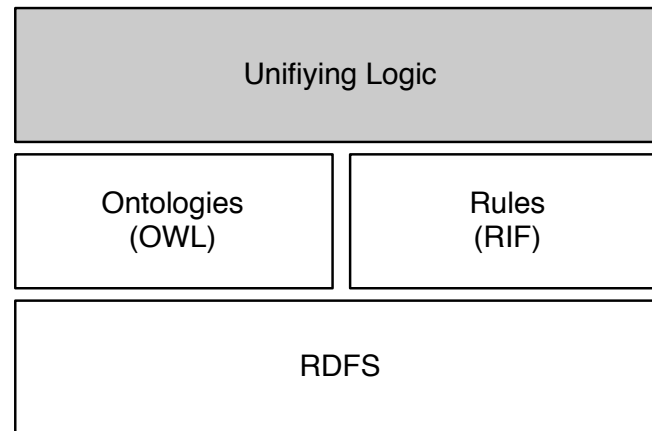 Unifiying Logic
Ontologies
(OWL)
Rules
(RIF)
RDFS